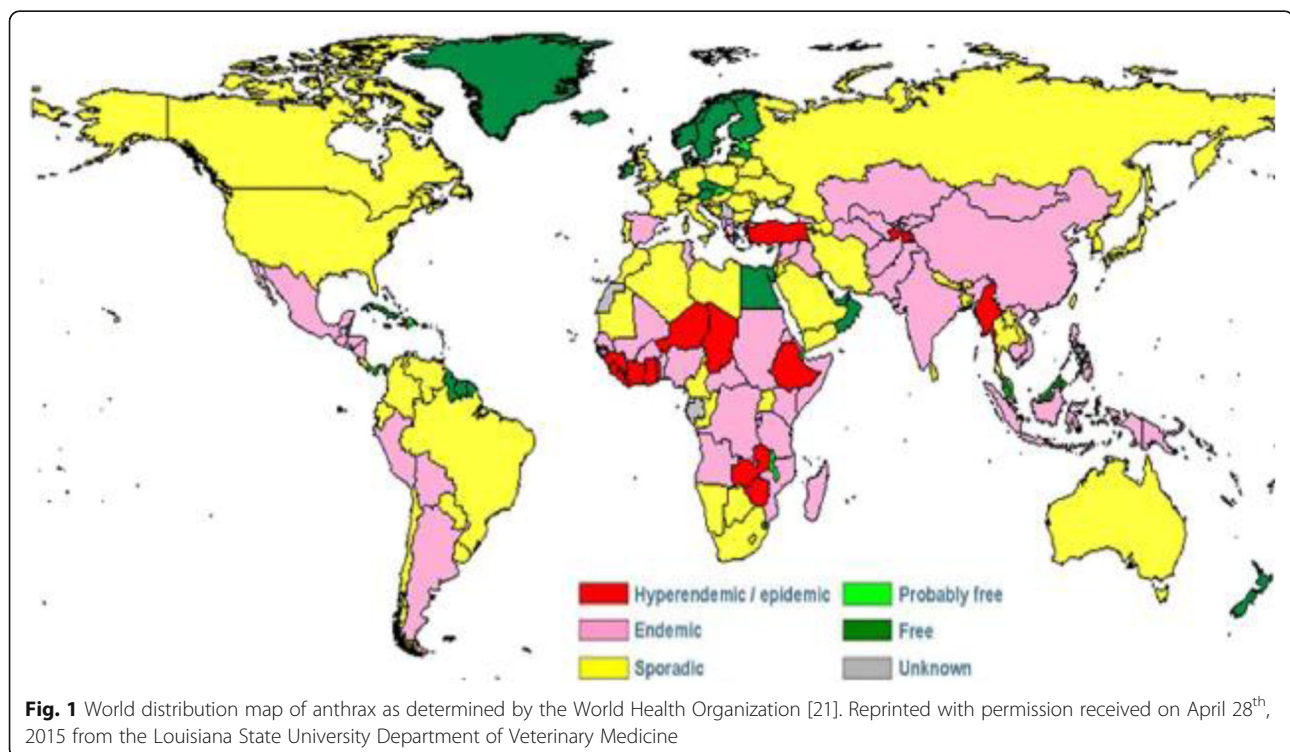 Hyperendemic / epidemic
Probably free
Endemic
Free
Sporadic
Unknown
Fig. 1 World distribution map of anthrax as determined by the World Health Organization [21]. Reprinted with permission received on April 28th,
2015 from the Louisiana State University Department of Veterinary Medicine